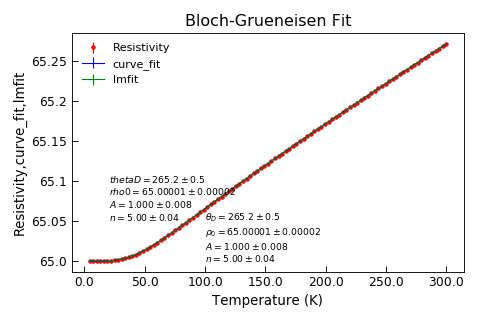 Bloch-Grueneisen Fit
Resistivity
curve_fit
lmfit
65.25
65.2
65.15
65.1
65.05
65.0
Resistivity,curve_fit,lmfit
thetaD = 265.2 ± 0.5
rho0 = 65.00001 ± 0.00002
A = 1.000 ± 0.008
n = 5.00 ± 0.04
θ_D = 265.2 ± 0.5
ρ_0 = 65.00001 ± 0.00002
A = 1.000 ± 0.008
n = 5.00 ± 0.04
0.0 50.0 100.0 150.0 200.0 250.0 300.0
Temperature (K)